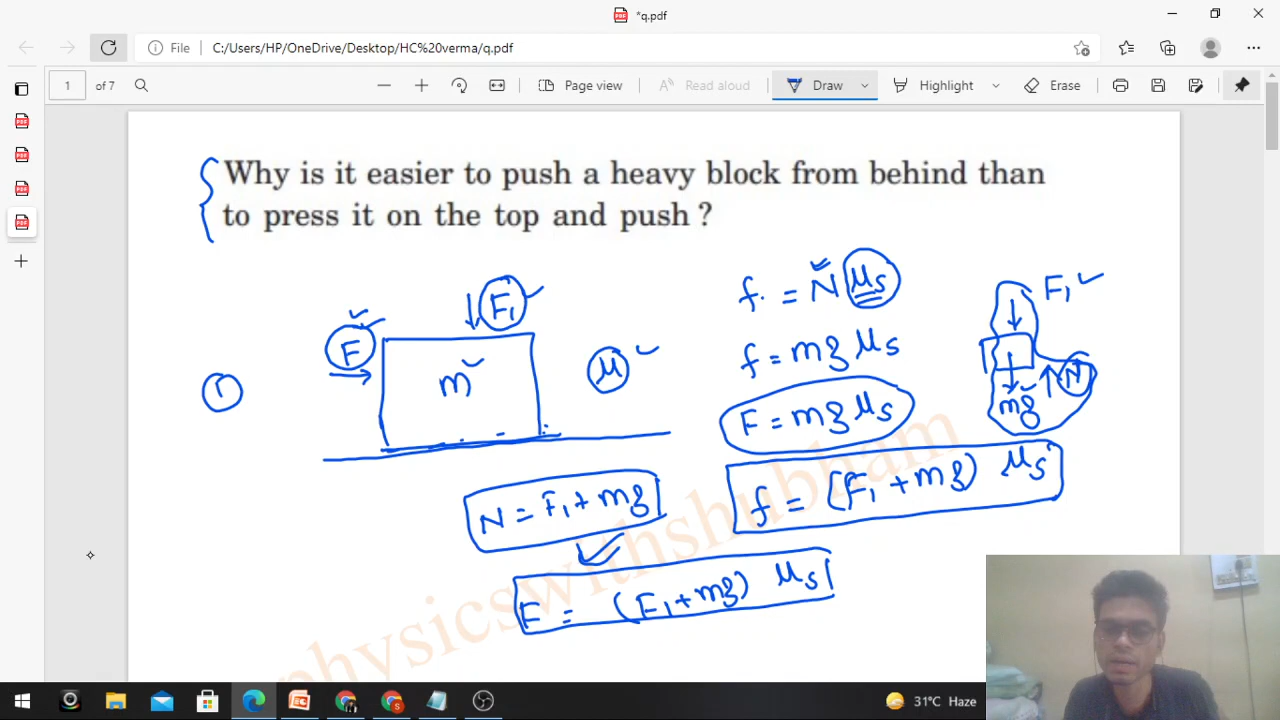 *q.pdf
File C:/Users/HP/OneDrive/Desktop/HC%20verma/q.pdf
1 of 7 Page view Read aloud Draw Highlight Erase
Why is it easier to push a heavy block from behind than
to press it on the top and push ?
F
F₁
m
μ
①
f = N μs
f = mg μs
F = mg μs
F₁
mg
N
N = F₁ + mg
f = (F₁ + mg) μs
F = (F₁ + mg) μs
physicswithshubham
31°C Haze